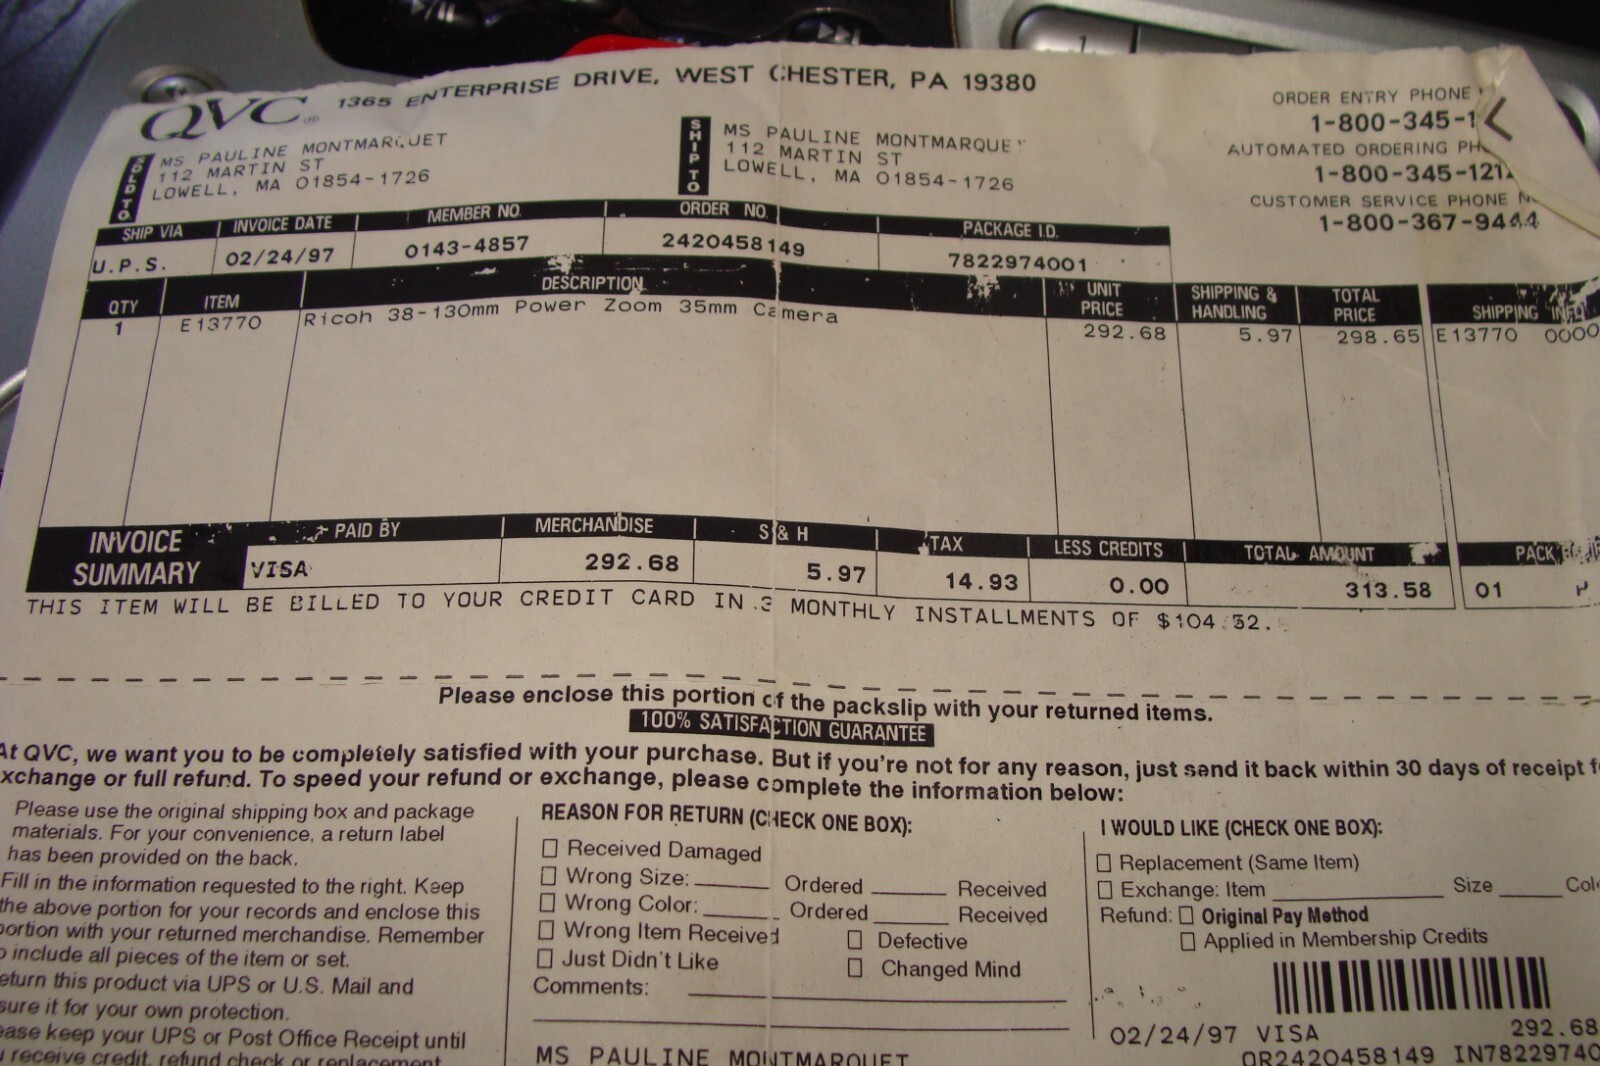 QVC® 1365 ENTERPRISE DRIVE, WEST CHESTER, PA 19380
ORDER ENTRY PHONE
1-800-345-1
AUTOMATED ORDERING PH
1-800-345-121
CUSTOMER SERVICE PHONE N
1-800-367-9444
SOLD TO
MS PAULINE MONTMARQUET
112 MARTIN ST
LOWELL, MA 01854-1726
SHIP TO
MS PAULINE MONTMARQUE
112 MARTIN ST
LOWELL, MA 01854-1726
SHIP VIA INVOICE DATE MEMBER NO. ORDER NO. PACKAGE I.D.
U.P.S. 02/24/97 0143-4857 2420458149 7822974001
QTY ITEM DESCRIPTION UNIT PRICE SHIPPING & HANDLING TOTAL PRICE SHIPPING INFO
1 E13770 Ricoh 38-130mm Power Zoom 35mm Camera 292.68 5.97 298.65 E13770 0000
INVOICE SUMMARY PAID BY MERCHANDISE S & H TAX LESS CREDITS TOTAL AMOUNT PACK
VISA 292.68 5.97 14.93 0.00 313.58 01 P
THIS ITEM WILL BE BILLED TO YOUR CREDIT CARD IN 3 MONTHLY INSTALLMENTS OF $104.52.
Please enclose this portion of the packslip with your returned items.
100% SATISFACTION GUARANTEE
At QVC, we want you to be completely satisfied with your purchase. But if you're not for any reason, just send it back within 30 days of receipt f
xchange or full refund. To speed your refund or exchange, please complete the information below:
Please use the original shipping box and package
materials. For your convenience, a return label
has been provided on the back.
Fill in the information requested to the right. Keep
the above portion for your records and enclose this
portion with your returned merchandise. Remember
o include all pieces of the item or set.
eturn this product via UPS or U.S. Mail and
sure it for your own protection.
ease keep your UPS or Post Office Receipt until
receive credit, refund check or replacement
REASON FOR RETURN (CHECK ONE BOX):
Received Damaged
Wrong Size: Ordered Received
Wrong Color: Ordered Received
Wrong Item Received Defective
Just Didn't Like Changed Mind
Comments:
MS PAULINE MONTMARQUET
I WOULD LIKE (CHECK ONE BOX):
Replacement (Same Item)
Exchange: Item Size Col
Refund: Original Pay Method
Applied in Membership Credits
02/24/97 VISA 292.68
OR2420458149 IN78229740